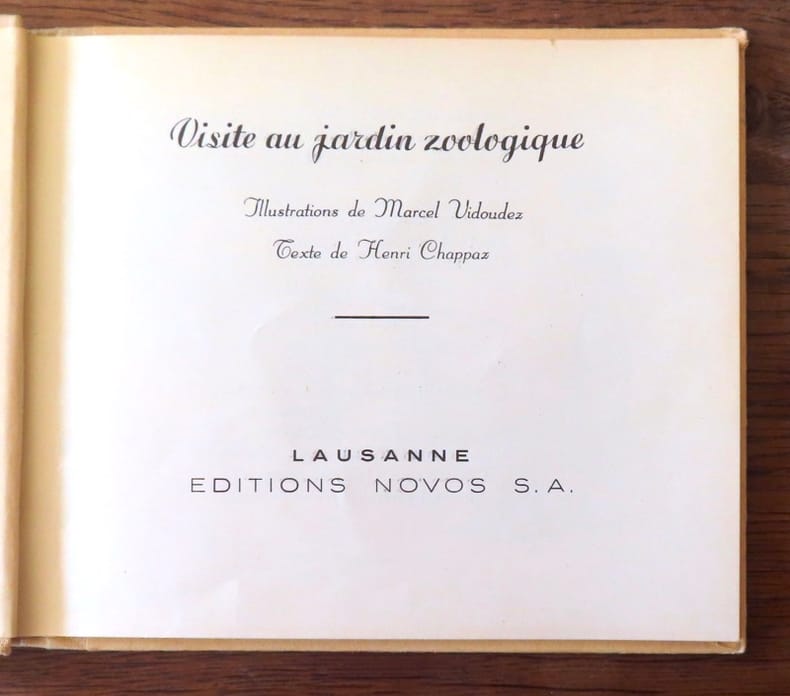 Visite au jardin zoologique
Illustrations de Marcel Vidoudez
Texte de Henri Chappaz
LAUSANNE
EDITIONS NOVOS S.A.